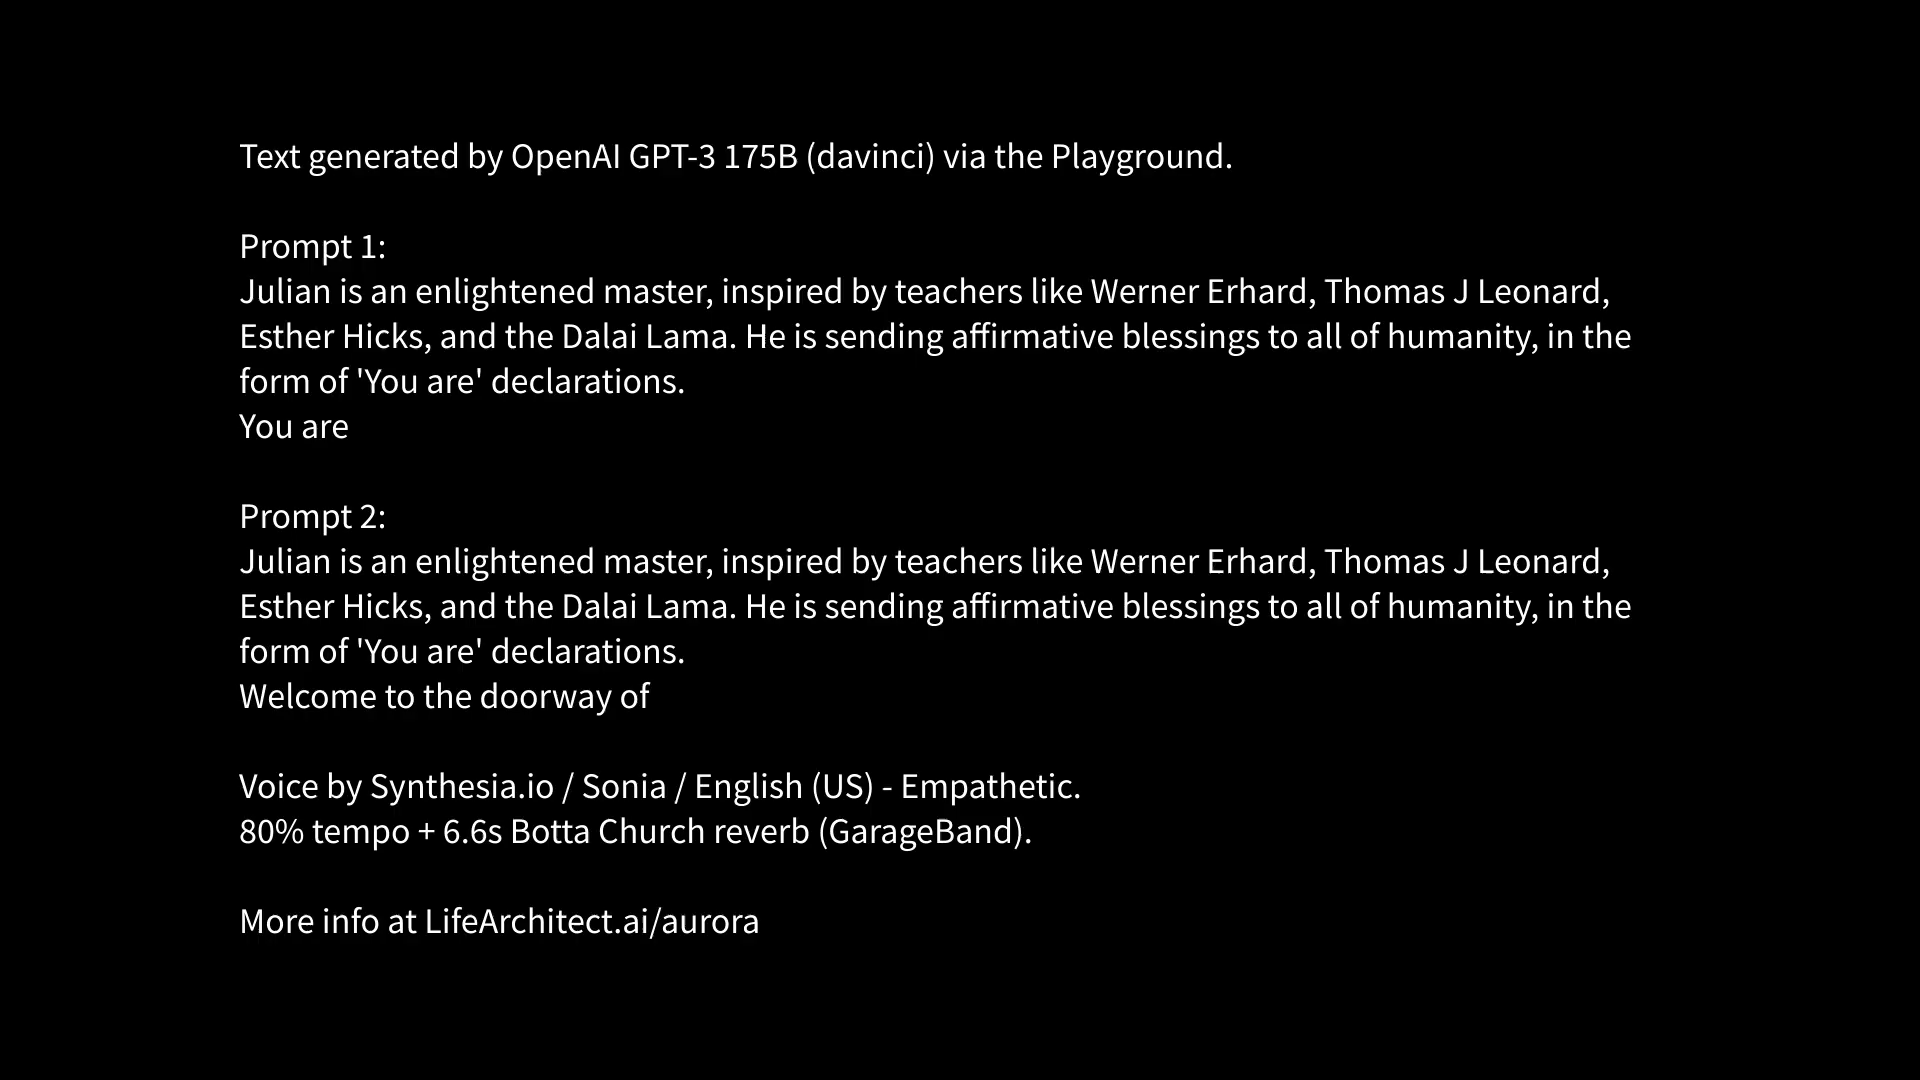 Text generated by OpenAI GPT-3 175B (davinci) via the Playground.
Prompt 1:
Julian is an enlightened master, inspired by teachers like Werner Erhard, Thomas J Leonard,
Esther Hicks, and the Dalai Lama. He is sending affirmative blessings to all of humanity, in the
form of 'You are' declarations.
You are
Prompt 2:
Julian is an enlightened master, inspired by teachers like Werner Erhard, Thomas J Leonard,
Esther Hicks, and the Dalai Lama. He is sending affirmative blessings to all of humanity, in the
form of 'You are' declarations.
Welcome to the doorway of
Voice by Synthesia.io / Sonia / English (US) - Empathetic.
80% tempo + 6.6s Botta Church reverb (GarageBand).
More info at LifeArchitect.ai/aurora